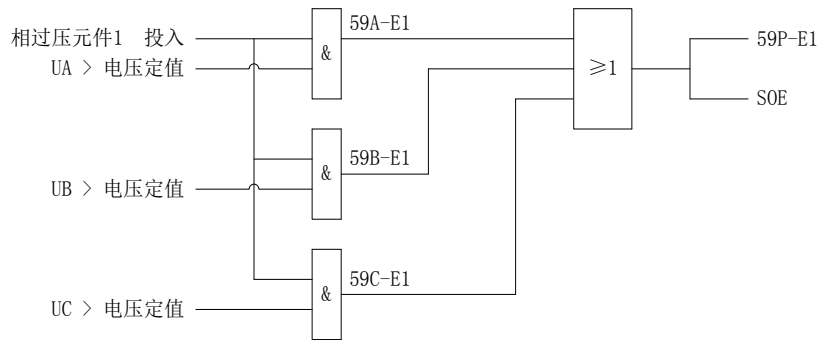 59A-E1
相过压元件1 投入
&
59P-E1
UA > 电压定值
≥1
SOE
59B-E1
&
UB > 电压定值
59C-E1
&
UC > 电压定值